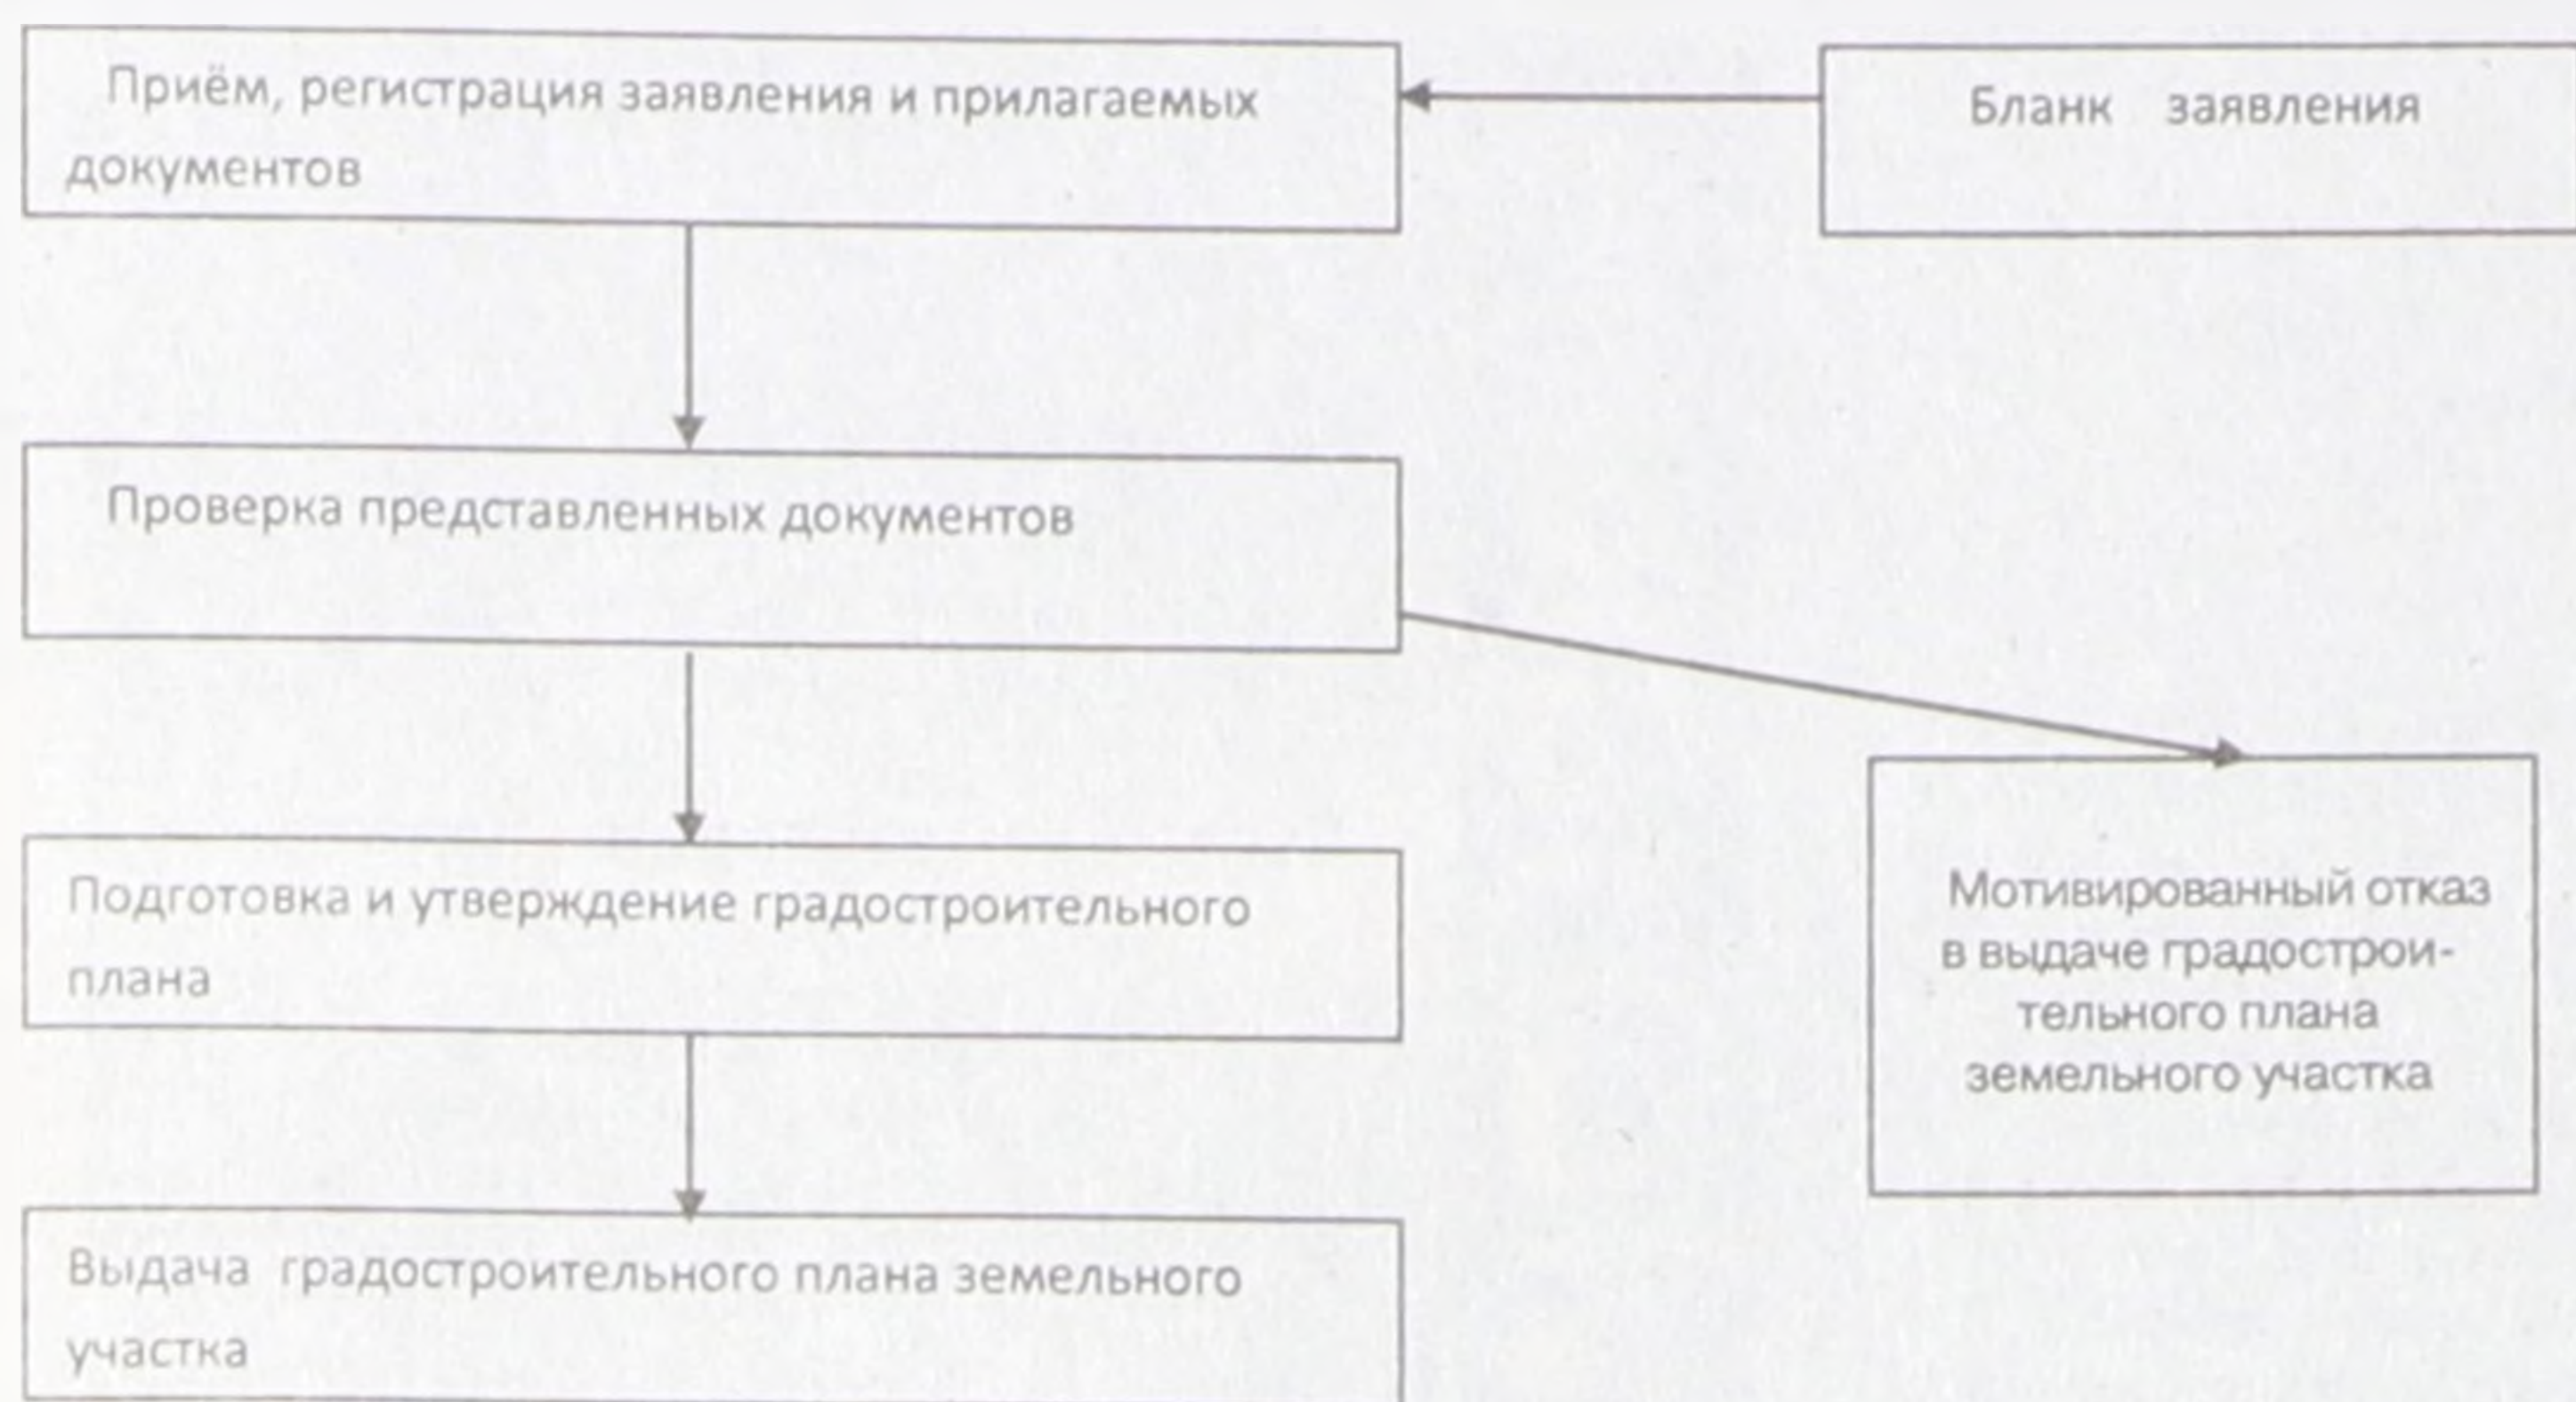 Приём, регистрация заявления и прилагаемых
документов
Бланк заявления
Проверка представленных документов
Подготовка и утверждение градостроительного
плана
Мотивированный отказ
в выдаче градострои-
тельного плана
земельного участка
Выдача градостроительного плана земельного
участка